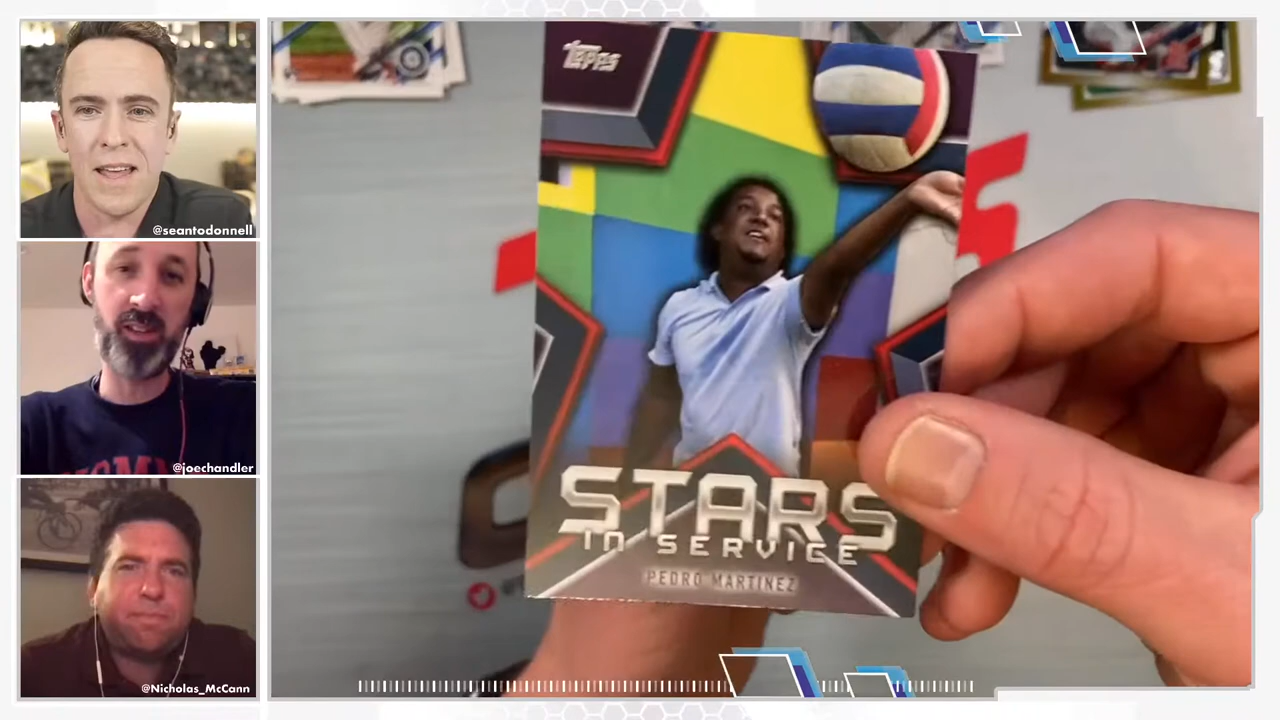 @seantodonnell
@joechandler
@Nicholas_McCann
TOPPS
STARS
IN SERVICE
PEDRO MARTINEZ